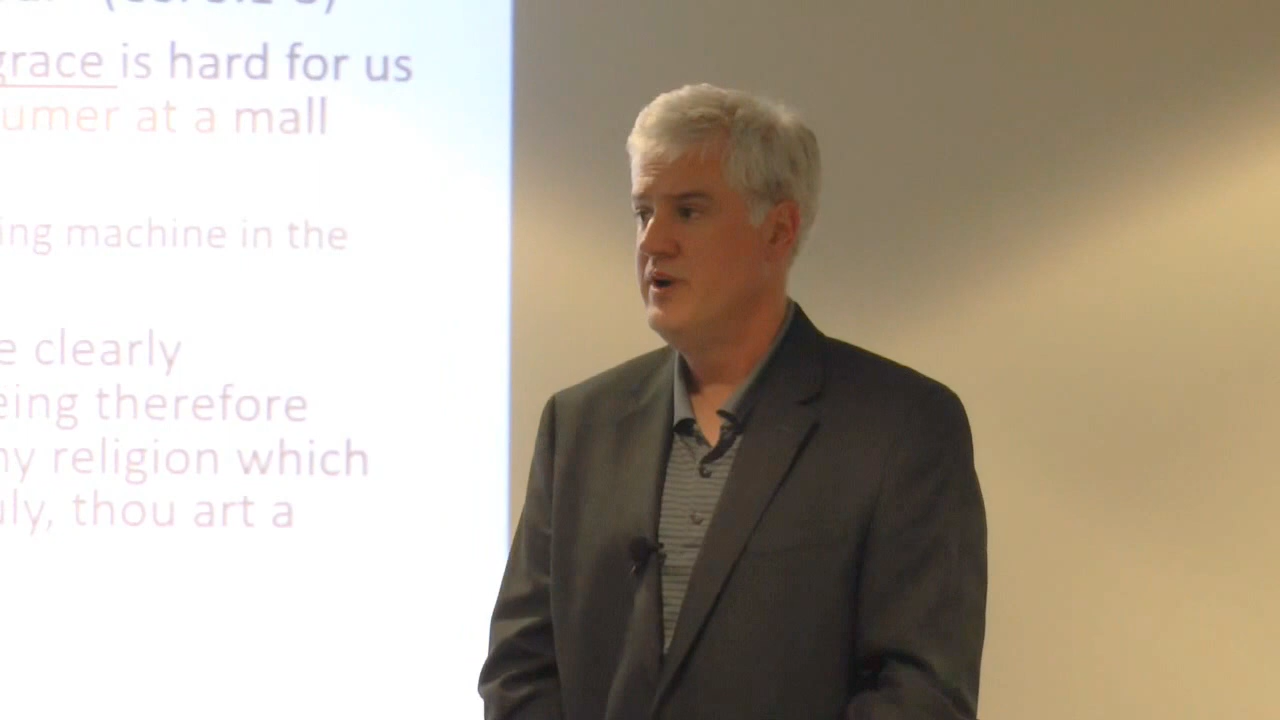 grace is hard for us
umer at a mall
ing machine in the
e clearly
eing therefore
ny religion which
uly, thou art a